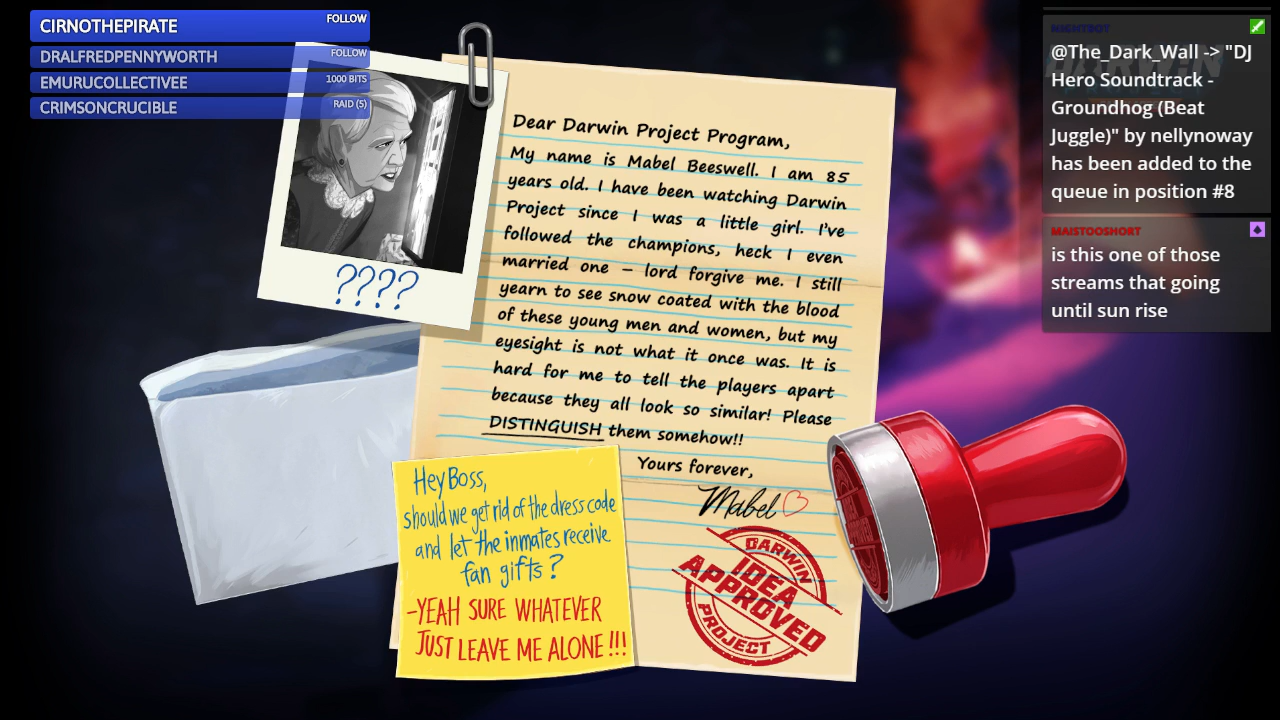 CIRNOTHEPIRATE FOLLOW
DRALFREDPENNYWORTH FOLLOW
EMURUCOLLECTIVEE 1000 BITS
CRIMSONCRUCIBLE RAID (5)
????
Dear Darwin Project Program,
My name is Mabel Beeswell. I am 85
years old. I have been watching Darwin
Project since I was a little girl. I've
followed the champions, heck I even
married one – lord forgive me. I still
yearn to see snow coated with the blood
of these young men and women, but my
eyesight is not what it once was. It is
hard for me to tell the players apart
because they all look so similar! Please
DISTINGUISH them somehow!!
Yours forever,
Mabel
Hey Boss,
should we get rid of the dress code
and let the inmates receive
fan gifts?
-YEAH SURE WHATEVER
JUST LEAVE ME ALONE!!!
DARWIN
IDEA
APPROVED
PROJECT
NIGHTBOT
@The_Dark_Wall -> "DJ
Hero Soundtrack -
Groundhog (Beat
Juggle)" by nellynoway
has been added to the
queue in position #8
MAISTOOSHORT
is this one of those
streams that going
until sun rise